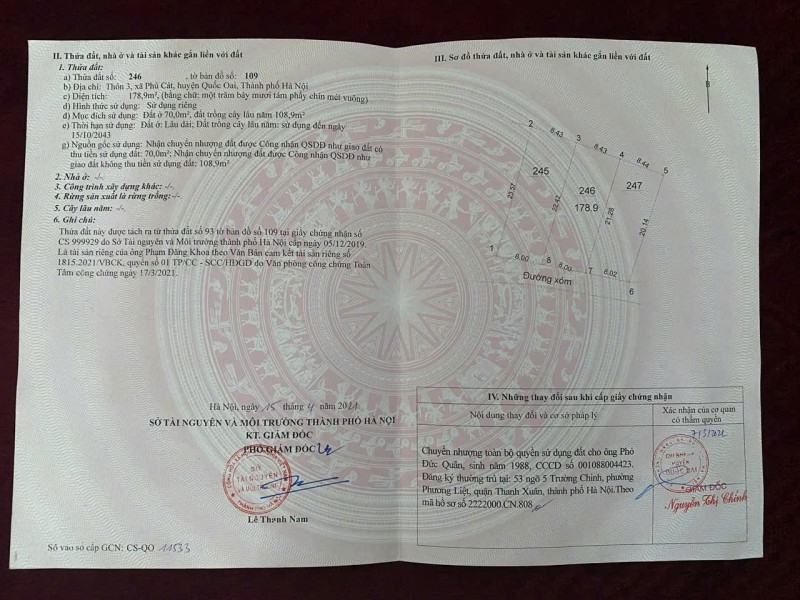 II. Thửa đất, nhà ở và tài sản khác gắn liền với đất
1. Thửa đất:
a) Thửa đất số: 246 , tờ bản đồ số: 109
b) Địa chỉ: Thôn 3, xã Phú Cát, huyện Quốc Oai, Thành phố Hà Nội
c) Diện tích: 178,9m², (bằng chữ: một trăm bảy mươi tám phẩy chín mét vuông)
d) Hình thức sử dụng: Sử dụng riêng
đ) Mục đích sử dụng: Đất ở 70,0m², đất trồng cây lâu năm 108,9m²
e) Thời hạn sử dụng: Đất ở: Lâu dài; Đất trồng cây lâu năm: sử dụng đến ngày
15/10/2043
g) Nguồn gốc sử dụng: Nhận chuyển nhượng đất được Công nhận QSDĐ như giao đất có
thu tiền sử dụng đất: 70,0m²; Nhận chuyển nhượng đất được Công nhận QSDĐ như
giao đất không thu tiền sử dụng đất: 108,9m²
2. Nhà ở: -/-
3. Công trình xây dựng khác: -/-
4. Rừng sản xuất là rừng trồng:-/-
5. Cây lâu năm: -/-
6. Ghi chú:
Thửa đất này được tách ra từ thửa đất số 93 tờ bản đồ số 109 tại giấy chứng nhận số
CS 999929 do Sở Tài nguyên và Môi trường thành phố Hà Nội cấp ngày 05/12/2019.
Là tài sản riêng của ông Phạm Đăng Khoa theo Văn Bản cam kết tài sản riêng số
1815.2021/VBCK, quyển số 01 TP/CC - SCC/HĐGD do Văn phòng công chứng Toàn
Tâm công chứng ngày 17/3/2021.
Hà Nội, ngày 15 tháng 4 năm 2021
SỞ TÀI NGUYÊN VÀ MÔI TRƯỜNG THÀNH PHỐ HÀ NỘI
KT. GIÁM ĐỐC
PHÓ GIÁM ĐỐC
SỞ
TÀI NGUYÊN
Lê Thanh Nam
Số vào sổ cấp GCN: CS-QO 11533
III. Sơ đồ thửa đất, nhà ở và tài sản khác gắn liền với đất
B
2
8.43
3
8.43
4
8.44
5
245
246
247
178.9
23.57
22.42
21.28
20.14
1
8.00
8
8.00
7
8.02
6
Đường xóm
IV. Những thay đổi sau khi cấp giấy chứng nhận
Nội dung thay đổi và cơ sở pháp lý
Xác nhận của cơ quan
có thẩm quyền
Chuyển nhượng toàn bộ quyền sử dụng đất cho ông Phó
Đức Quân, sinh năm 1988, CCCD số 001088004423.
Đăng ký thường trú tại: 53 ngõ 5 Trường Chinh, phường
Phương Liệt, quận Thanh Xuân, thành phố Hà Nội.Theo
mã hồ sơ số 2222000.CN.808
CHI NHÁNH
HUYỆN
QUỐC OAI
GIÁM ĐỐC
Nguyễn Thị Chinh